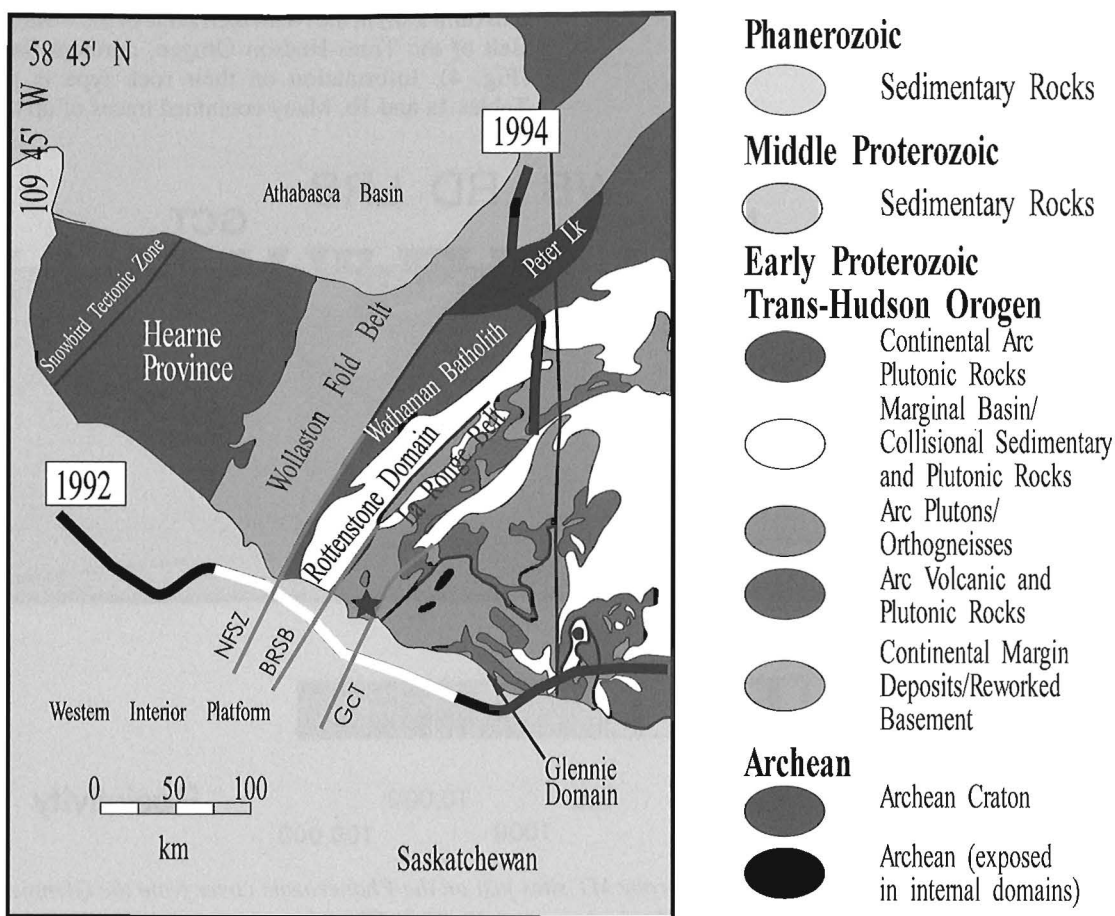 58 45' N
109 45' W
1994
Athabasca Basin
Peter Lk
Snowbird Tectonic Zone
Hearne
Province
Wollaston Fold Belt
Wathaman Batholith
Rottenstone Domain
La Ronge Belt
1992
NFSZ
BRSB
GcT
Western Interior Platform
0 50 100
km
Glennie
Domain
Saskatchewan
Phanerozoic
Sedimentary Rocks
Middle Proterozoic
Sedimentary Rocks
Early Proterozoic
Trans-Hudson Orogen
Continental Arc
Plutonic Rocks
Marginal Basin/
Collisional Sedimentary
and Plutonic Rocks
Arc Plutons/
Orthogneisses
Arc Volcanic and
Plutonic Rocks
Continental Margin
Deposits/Reworked
Basement
Archean
Archean Craton
Archean (exposed
in internal domains)